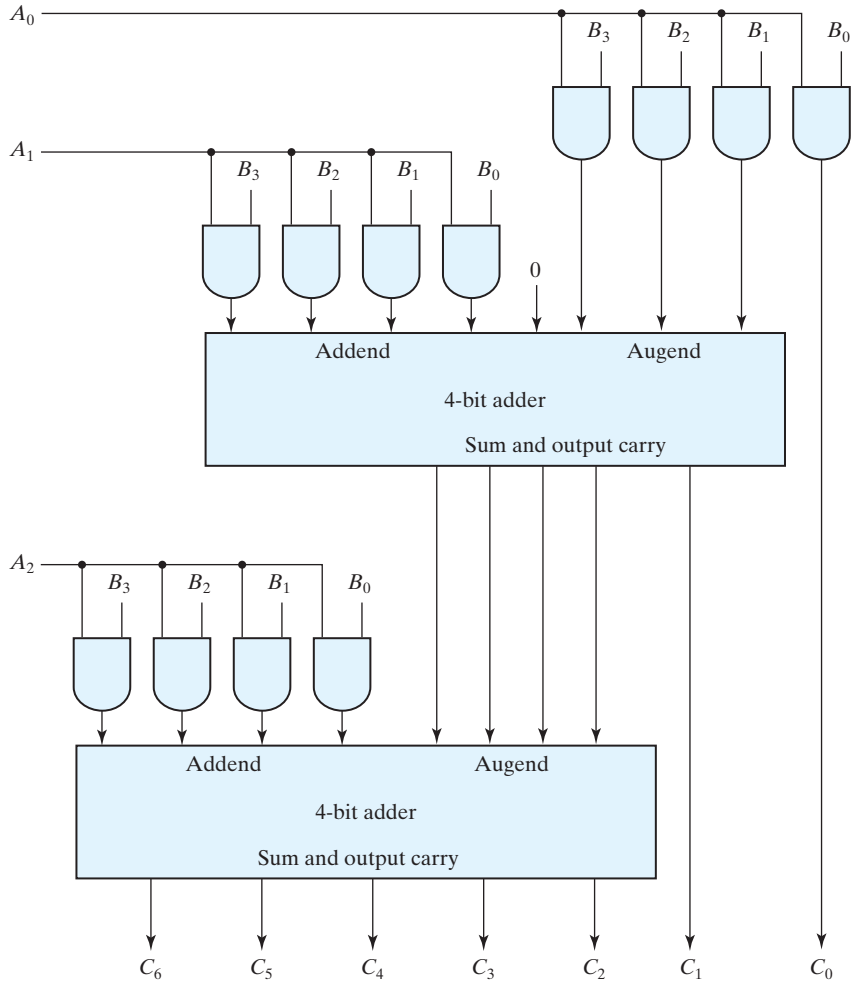 A₀
B₃ B₂ B₁ B₀
A₁
B₃ B₂ B₁ B₀
0
Addend Augend
4-bit adder
Sum and output carry
A₂
B₃ B₂ B₁ B₀
Addend Augend
4-bit adder
Sum and output carry
C₆ C₅ C₄ C₃ C₂ C₁ C₀